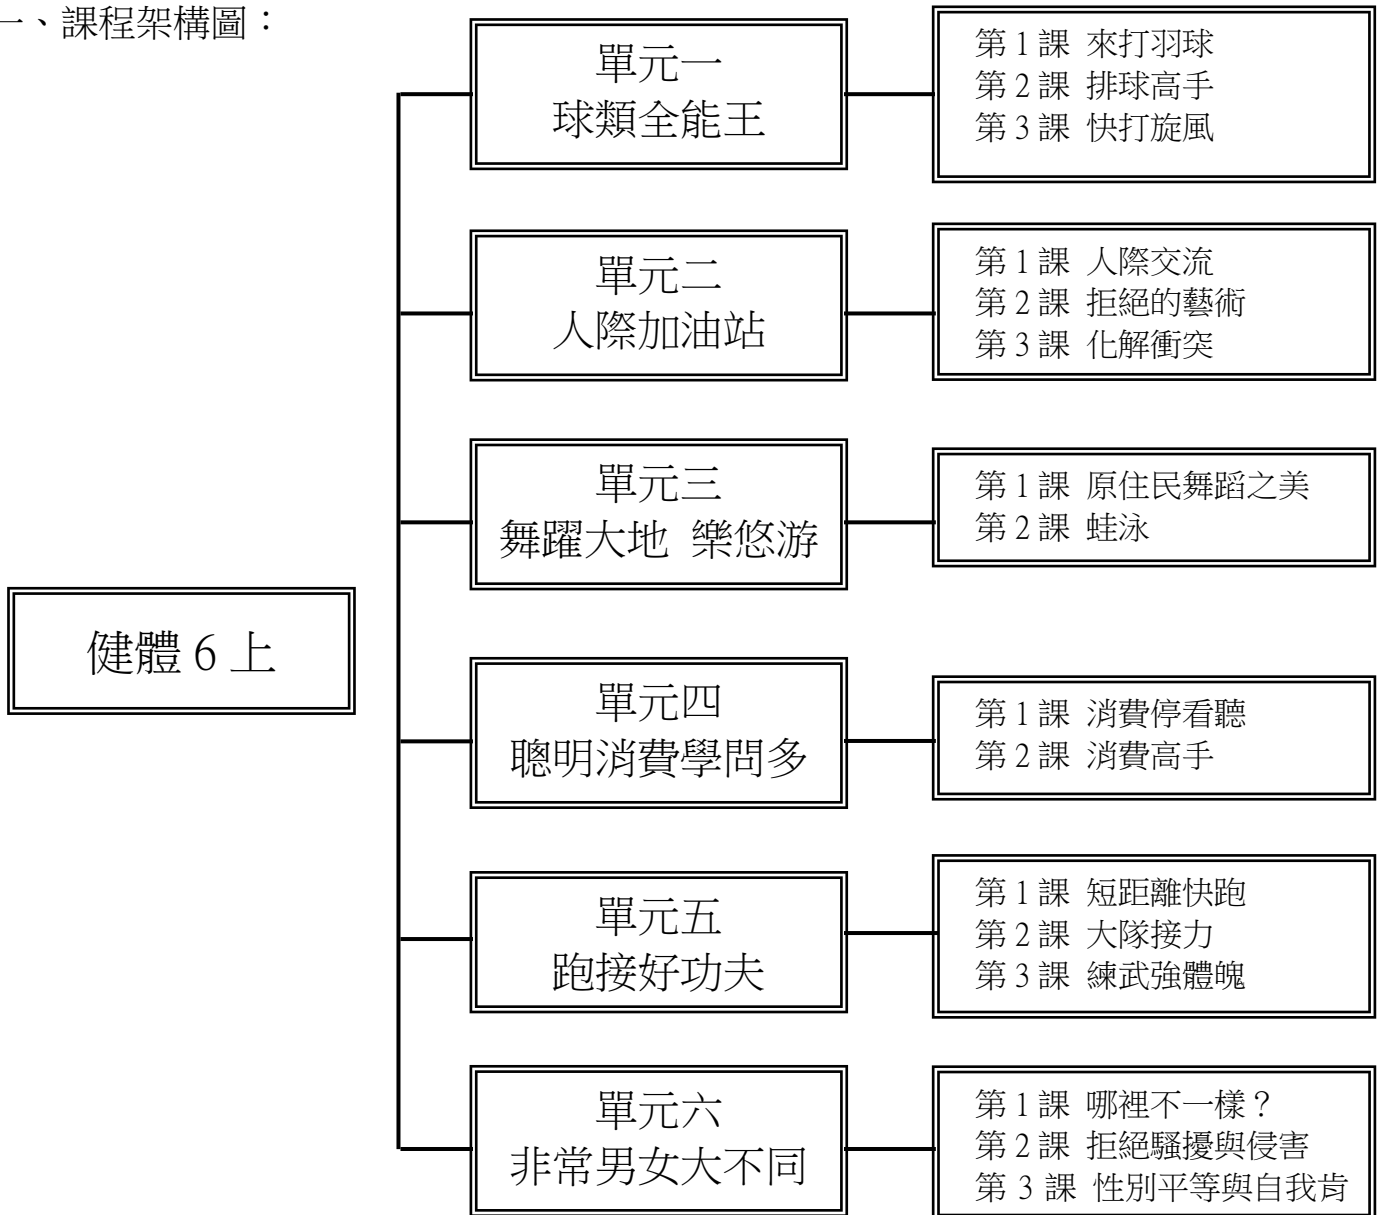 一、課程架構圖：
健體 6 上
單元一
球類全能王
第 1 課 來打羽球
第 2 課 排球高手
第 3 課 快打旋風
單元二
人際加油站
第 1 課 人際交流
第 2 課 拒絕的藝術
第 3 課 化解衝突
單元三
舞躍大地 樂悠游
第 1 課 原住民舞蹈之美
第 2 課 蛙泳
單元四
聰明消費學問多
第 1 課 消費停看聽
第 2 課 消費高手
單元五
跑接好功夫
第 1 課 短距離快跑
第 2 課 大隊接力
第 3 課 練武強體魄
單元六
非常男女大不同
第 1 課 哪裡不一樣？
第 2 課 拒絕騷擾與侵害
第 3 課 性別平等與自我肯